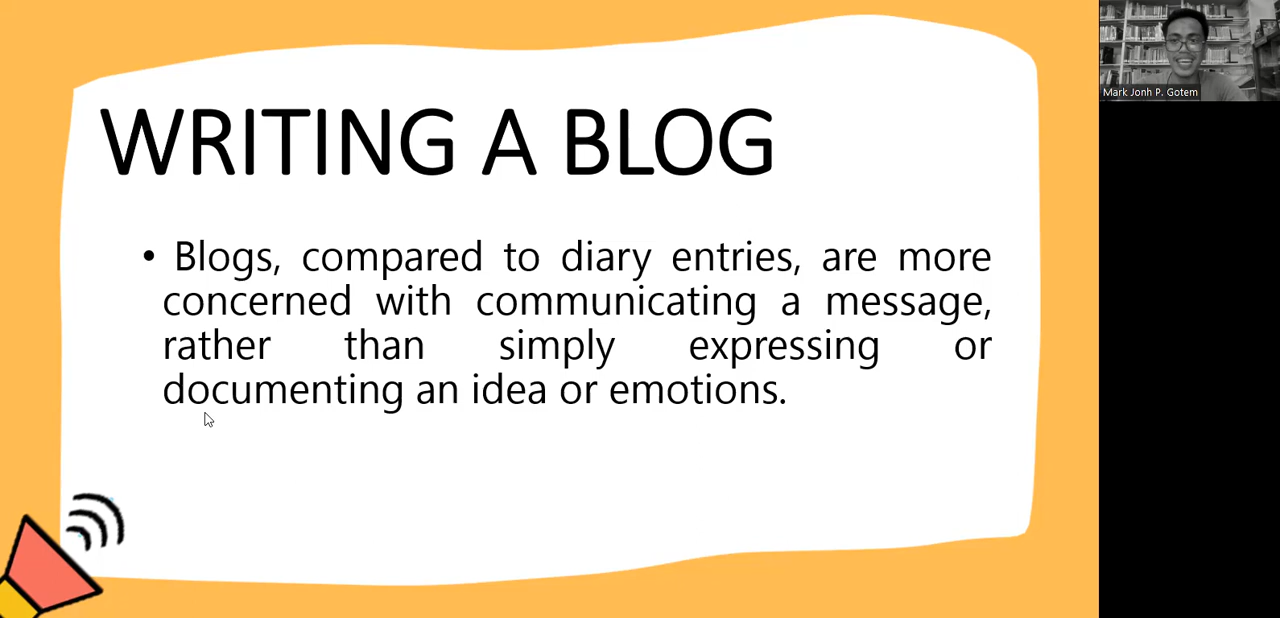 WRITING A BLOG
• Blogs, compared to diary entries, are more
concerned with communicating a message,
rather than simply expressing or
documenting an idea or emotions.
Mark Jonh P. Gotem